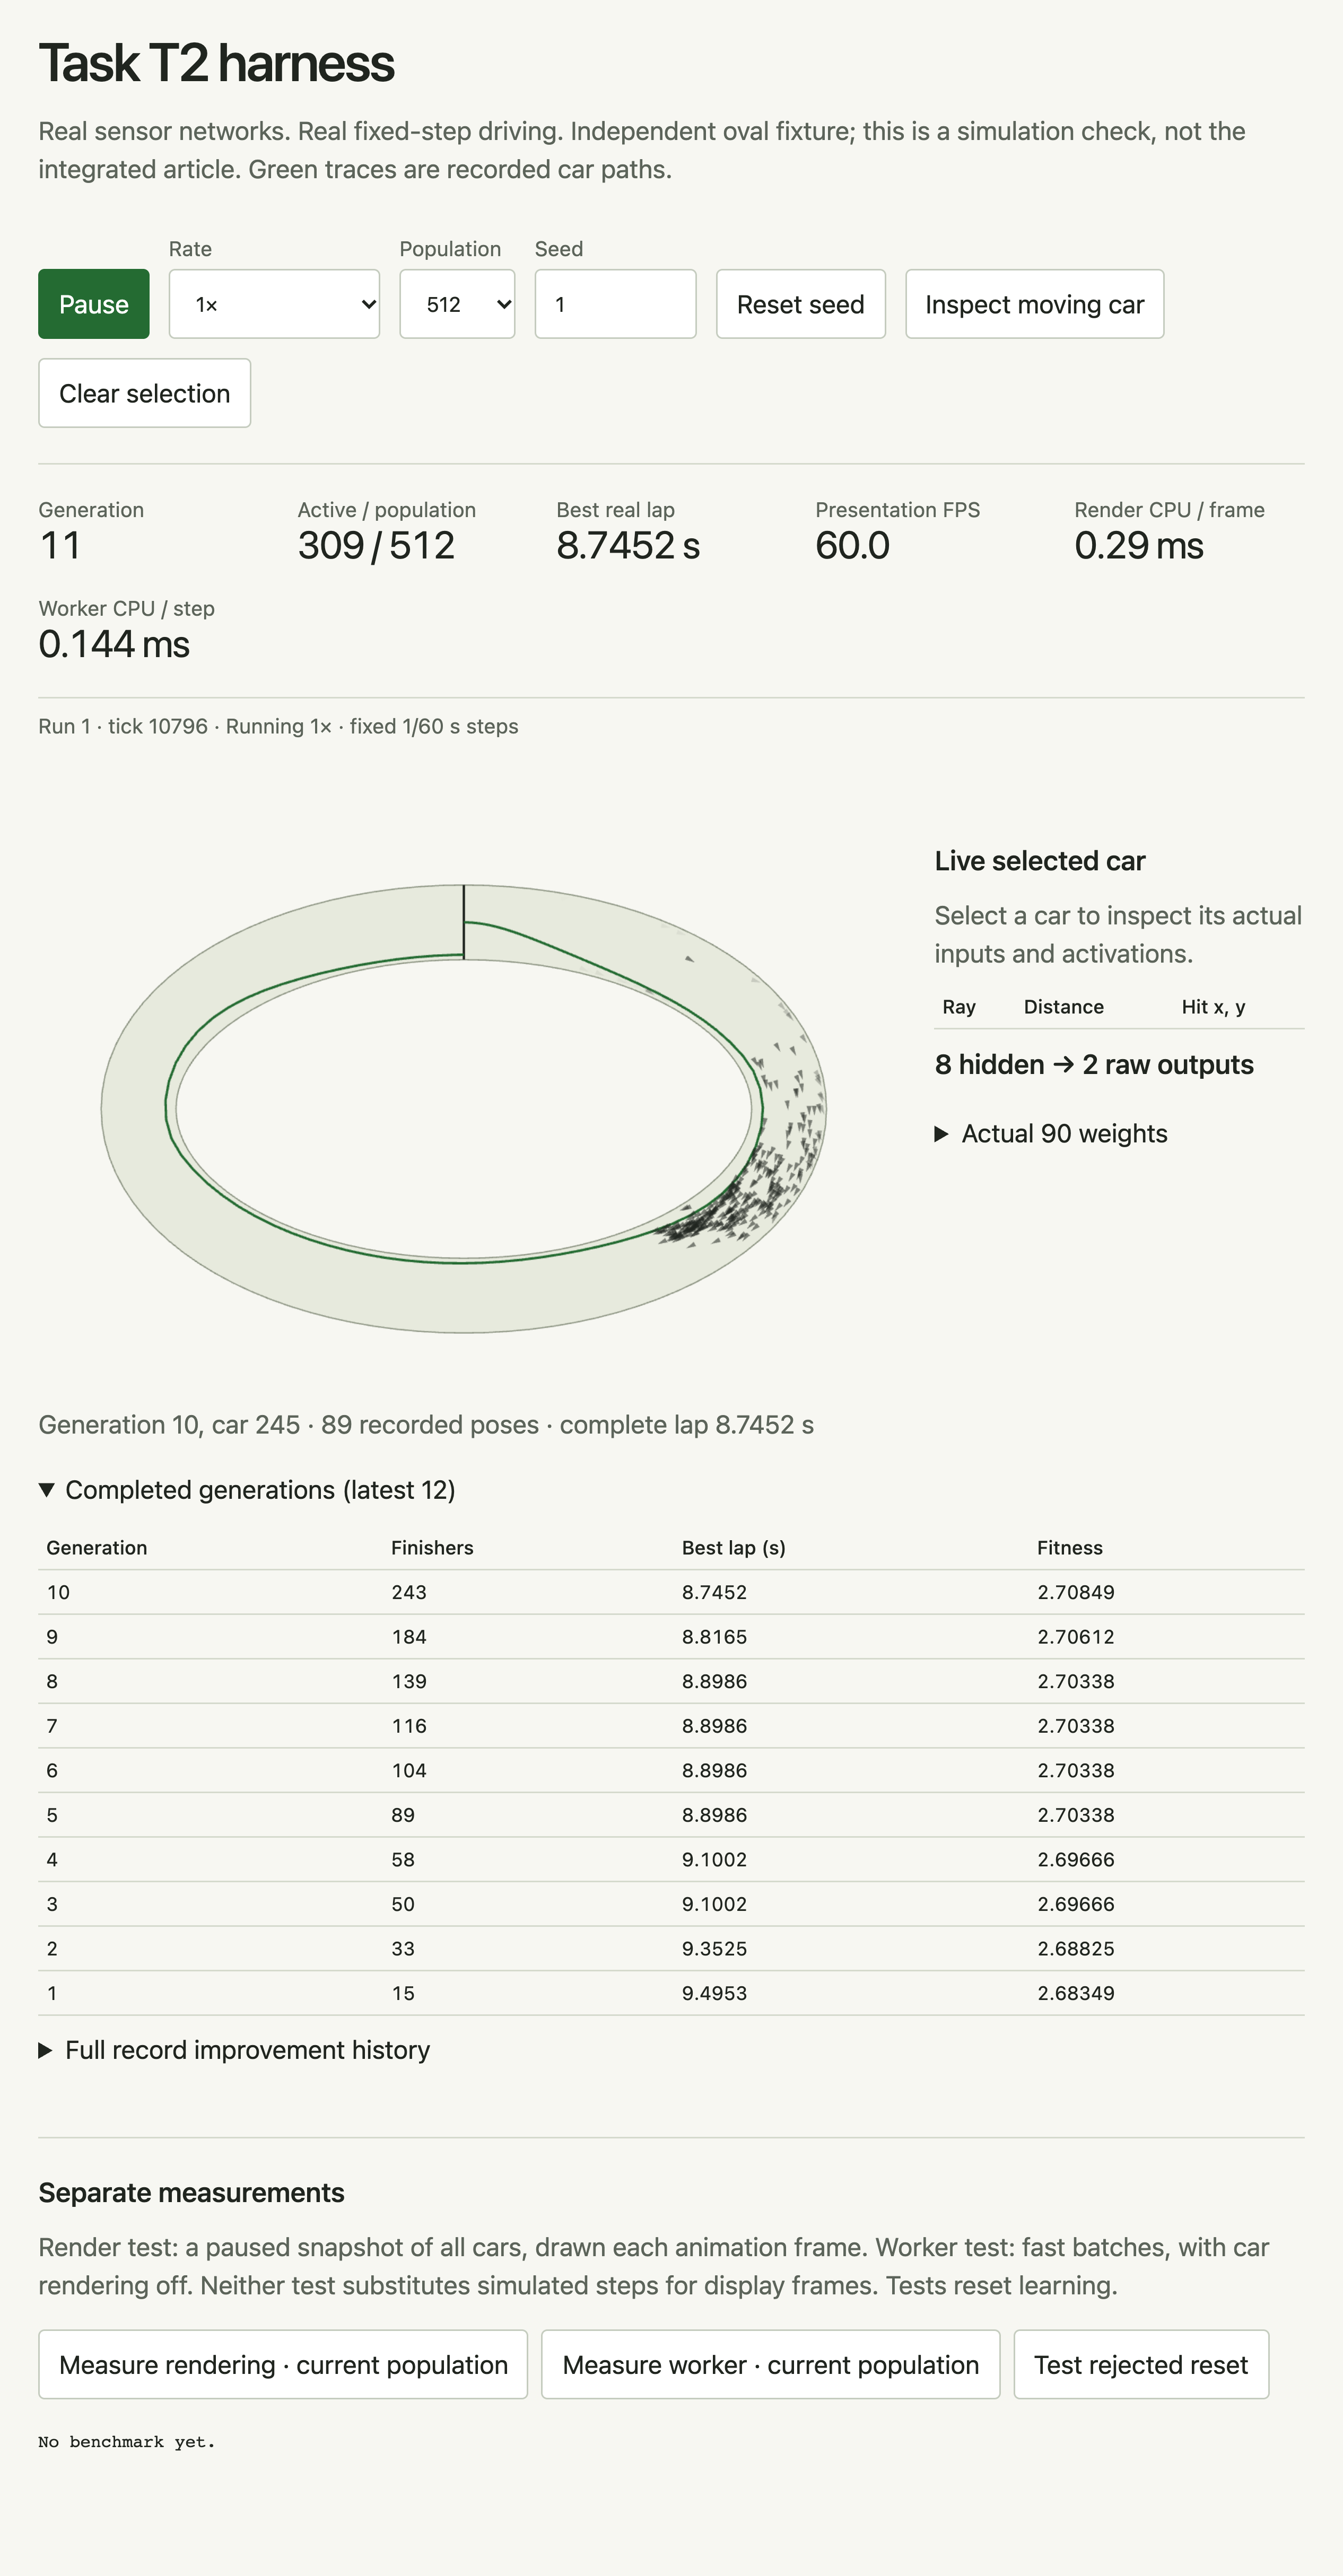 Task T2 harness
Real sensor networks. Real fixed-step driving. Independent oval fixture; this is a simulation check, not the
integrated article. Green traces are recorded car paths.
Rate Population Seed
Pause 1× 512 1 Reset seed Inspect moving car
Clear selection
Generation Active / population Best real lap Presentation FPS Render CPU / frame
11 309 / 512 8.7452 s 60.0 0.29 ms
Worker CPU / step
0.144 ms
Run 1 · tick 10796 · Running 1× · fixed 1/60 s steps
Live selected car
Select a car to inspect its actual
inputs and activations.
Ray Distance Hit x, y
8 hidden → 2 raw outputs
▶ Actual 90 weights
Generation 10, car 245 · 89 recorded poses · complete lap 8.7452 s
▼ Completed generations (latest 12)
Generation Finishers Best lap (s) Fitness
10 243 8.7452 2.70849
9 184 8.8165 2.70612
8 139 8.8986 2.70338
7 116 8.8986 2.70338
6 104 8.8986 2.70338
5 89 8.8986 2.70338
4 58 9.1002 2.69666
3 50 9.1002 2.69666
2 33 9.3525 2.68825
1 15 9.4953 2.68349
▶ Full record improvement history
Separate measurements
Render test: a paused snapshot of all cars, drawn each animation frame. Worker test: fast batches, with car
rendering off. Neither test substitutes simulated steps for display frames. Tests reset learning.
Measure rendering · current population Measure worker · current population Test rejected reset
No benchmark yet.